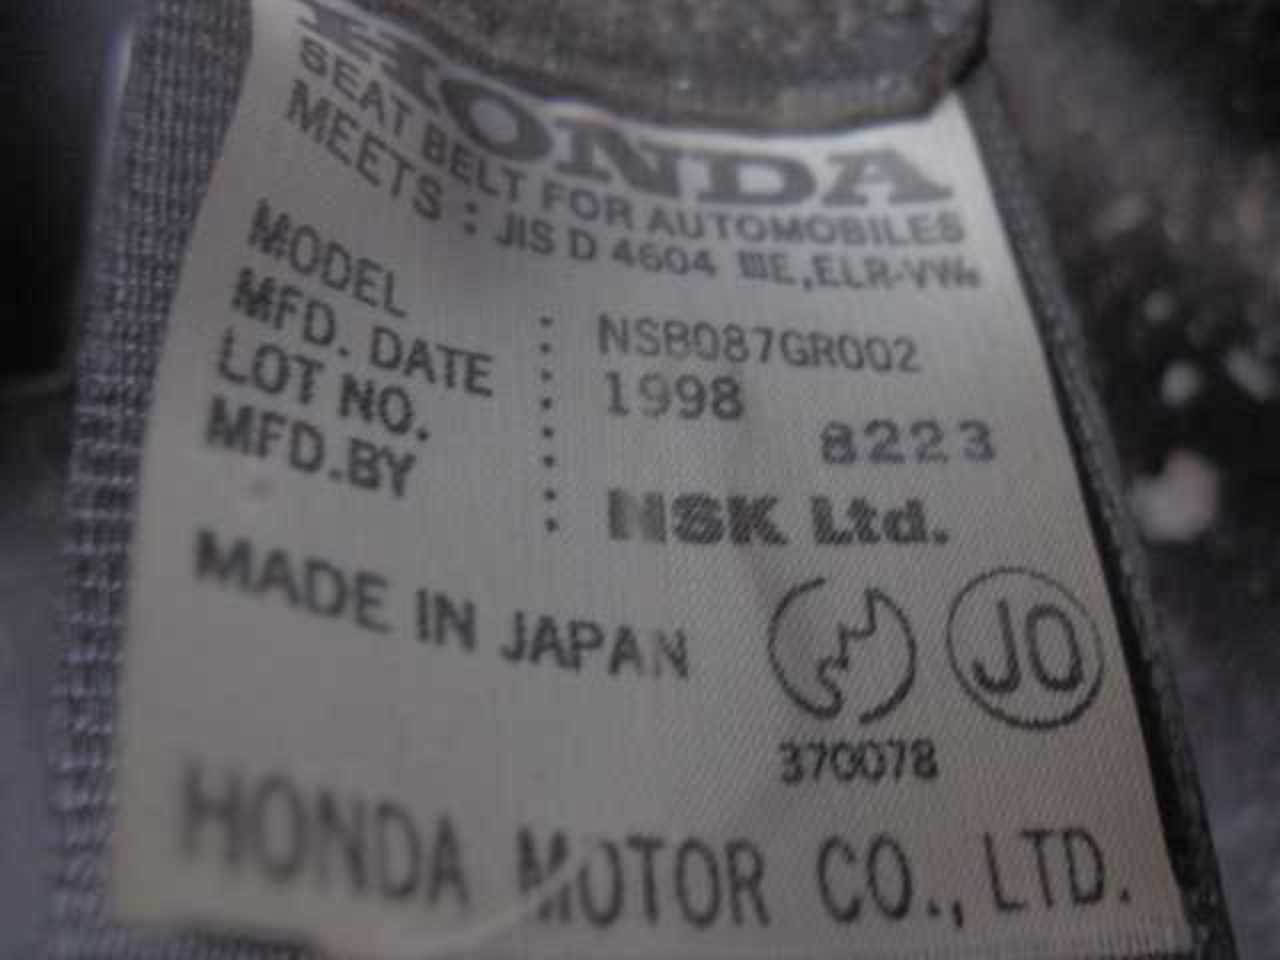 HONDA
SEAT BELT FOR AUTOMOBILES
MEETS : JIS D 4604 ⅢE,ELR-VW
MODEL : NSB087GR002
MFD. DATE : 1998
LOT NO. : 8223
MFD.BY : NSK Ltd.
MADE IN JAPAN
JO
370078
HONDA MOTOR CO., LTD.